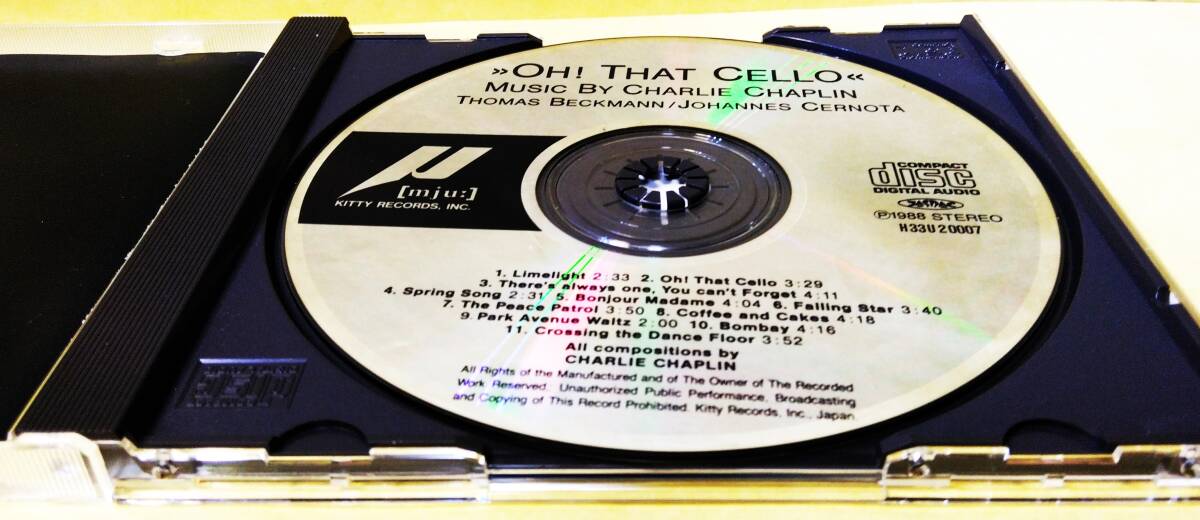 »OH! THAT CELLO«
MUSIC BY CHARLIE CHAPLIN
THOMAS BECKMANN/JOHANNES CERNOTA
μ
[mju:]
KITTY RECORDS, INC.
COMPACT
disc
DIGITAL AUDIO
Ⓟ1988 STEREO
H33U20007
1. Limelight 2:33 2. Oh! That Cello 3:29
3. There's always one, You can't Forget 4:11
4. Spring Song 2:31 5. Bonjour Madame 4:04 6. Falling Star 3:40
7. The Peace Patrol 3:50 8. Coffee and Cakes 4:18
9. Park Avenue Waltz 2:00 10. Bombay 4:16
11. Crossing the Dance Floor 3:52
All compositions by
CHARLIE CHAPLIN
All Rights of the Manufactured and of The Owner of The Recorded
Work Reserved. Unauthorized Public Performance, Broadcasting
and Copying of This Record Prohibited. Kitty Records, Inc., Japan.